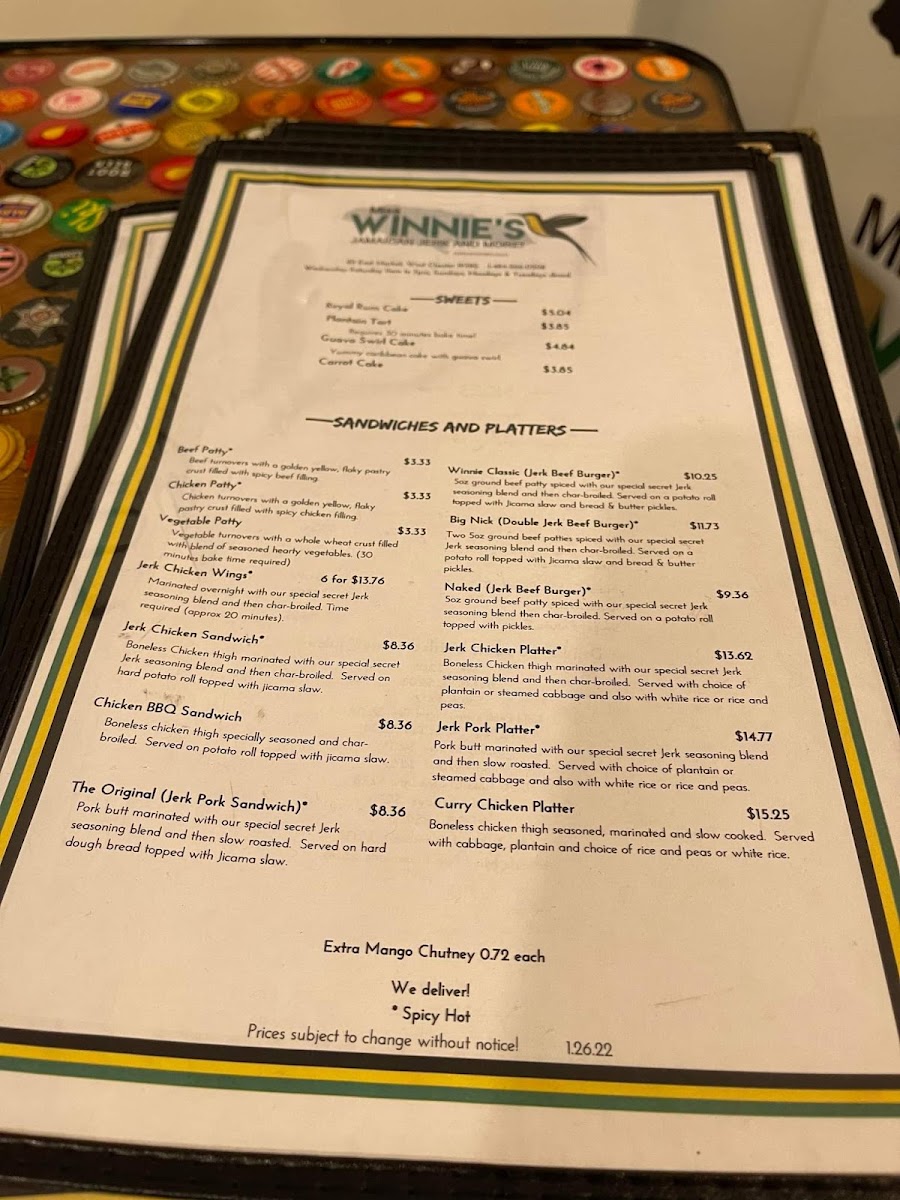 MISS
WINNIE'S
JAMAICAN JERK AND MORE!
SWEETS
Royal Rum Cake $5.04
Plantain Tart $3.85
Requires 30 minutes bake time!
Guava Swirl Cake $4.84
Yummy caribbean cake with guava swirl
Carrot Cake $3.85
SANDWICHES AND PLATTERS
Beef Patty* $3.33
Beef turnovers with a golden yellow, flaky pastry
crust filled with spicy beef filling.
Chicken Patty* $3.33
Chicken turnovers with a golden yellow, flaky
pastry crust filled with spicy chicken filling.
Vegetable Patty $3.33
Vegetable turnovers with a whole wheat crust filled
with blend of seasoned hearty vegetables. (30
minutes bake time required)
Jerk Chicken Wings* 6 for $13.76
Marinated overnight with our special secret Jerk
seasoning blend and then char-broiled. Time
required (approx 20 minutes).
Jerk Chicken Sandwich* $8.36
Boneless Chicken thigh marinated with our special secret
Jerk seasoning blend and then char-broiled. Served on
hard potato roll topped with jicama slaw.
Chicken BBQ Sandwich $8.36
Boneless chicken thigh specially seasoned and char-
broiled. Served on potato roll topped with jicama slaw.
The Original (Jerk Pork Sandwich)* $8.36
Pork butt marinated with our special secret Jerk
seasoning blend and then slow roasted. Served on hard
dough bread topped with Jicama slaw.
Winnie Classic (Jerk Beef Burger)* $10.25
5oz ground beef patty spiced with our special secret Jerk
seasoning blend and then char-broiled. Served on a potato roll
topped with Jicama slaw and bread & butter pickles.
Big Nick (Double Jerk Beef Burger)* $11.73
Two 5oz ground beef patties spiced with our special secret
Jerk seasoning blend and then char-broiled. Served on a
potato roll topped with Jicama slaw and bread & butter
pickles.
Naked (Jerk Beef Burger)* $9.36
5oz ground beef patty spiced with our special secret Jerk
seasoning blend then char-broiled. Served on a potato roll
topped with pickles.
Jerk Chicken Platter* $13.62
Boneless Chicken thigh marinated with our special secret Jerk
seasoning blend and then char-broiled. Served with choice of
plantain or steamed cabbage and also with white rice or rice and
peas.
Jerk Pork Platter* $14.77
Pork butt marinated with our special secret Jerk seasoning blend
and then slow roasted. Served with choice of plantain or
steamed cabbage and also with white rice or rice and peas.
Curry Chicken Platter $15.25
Boneless chicken thigh seasoned, marinated and slow cooked. Served
with cabbage, plantain and choice of rice and peas or white rice.
Extra Mango Chutney 0.72 each
We deliver!
* Spicy Hot
Prices subject to change without notice! 1.26.22